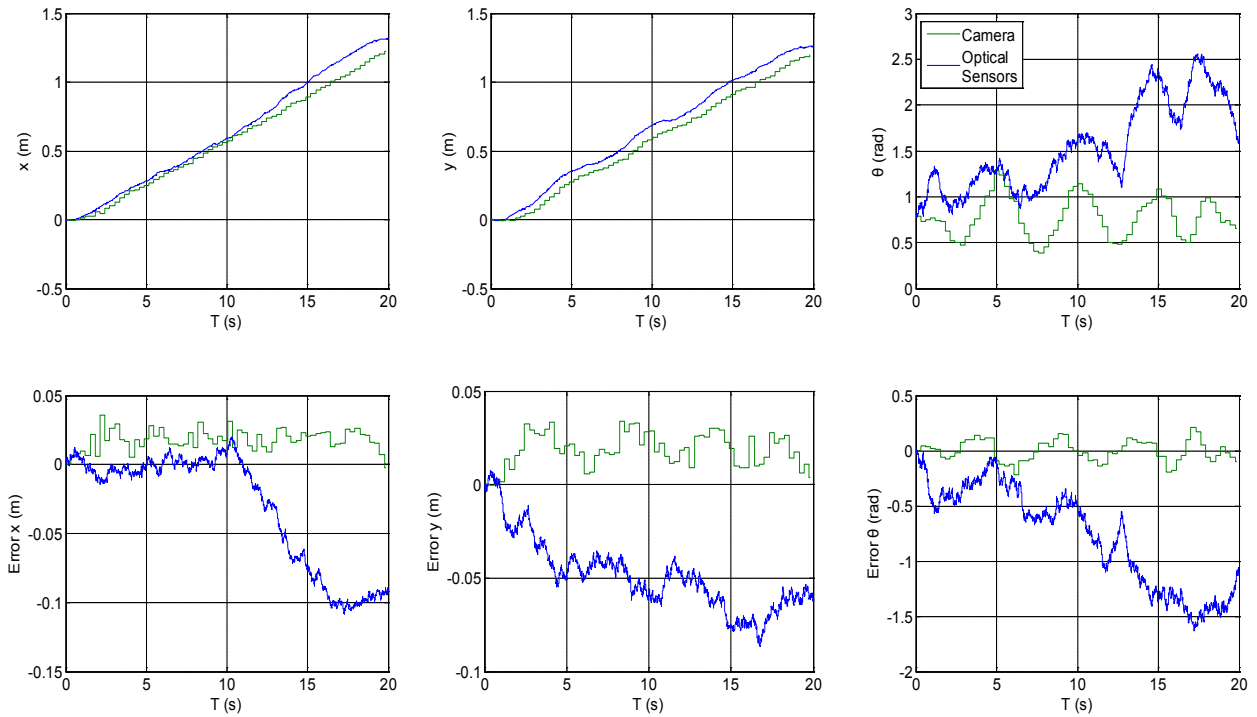 1.5
1
0.5
0
-0.5
x (m)
0 5 10 15 20
T (s)
1.5
1
0.5
0
-0.5
y (m)
0 5 10 15 20
T (s)
3
2.5
2
1.5
1
0.5
0
θ (rad)
Camera
Optical
Sensors
0 5 10 15 20
T (s)
0.05
0
-0.05
-0.1
-0.15
Error x (m)
0 5 10 15 20
T (s)
0.05
0
-0.05
-0.1
Error y (m)
0 5 10 15 20
T (s)
0.5
0
-0.5
-1
-1.5
-2
Error θ (rad)
0 5 10 15 20
T (s)